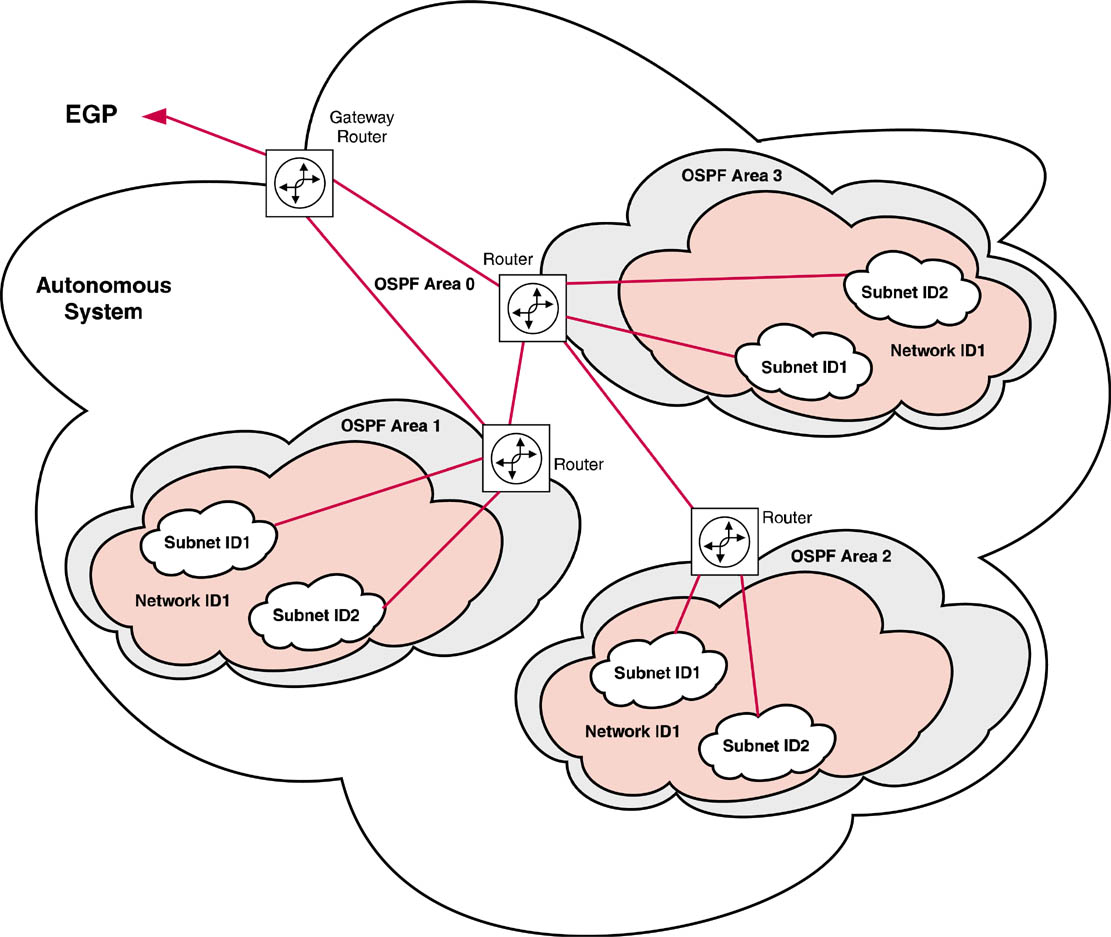 EGP
Gateway
Router
OSPF Area 3
Router
Subnet ID2
OSPF Area 0
Autonomous
System
Network ID1
Subnet ID1
OSPF Area 1
Router
Subnet ID1
Network ID1
Subnet ID2
Router
OSPF Area 2
Subnet ID1
Network ID1
Subnet ID2